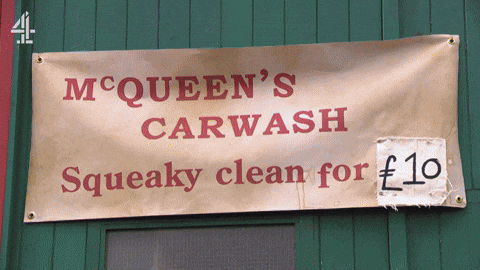 4
McQUEEN'S
CARWASH
Squeaky clean for £10